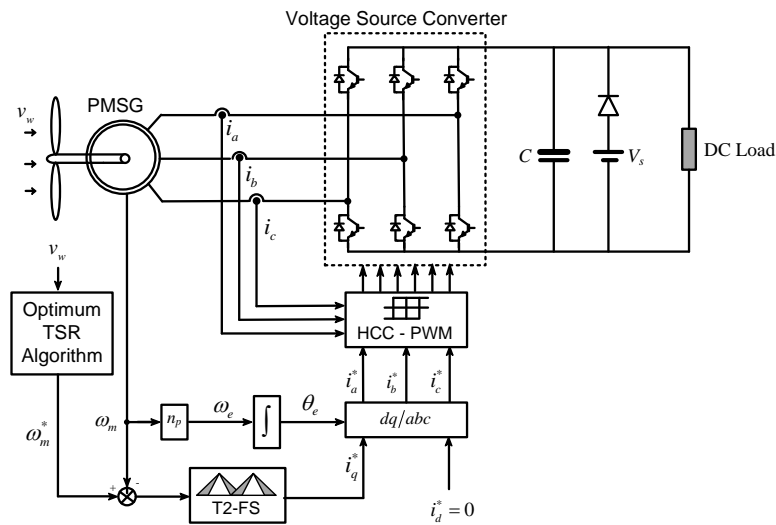 Voltage Source Converter
PMSG
v_w
i_a
i_b
i_c
C
V_s
DC Load
v_w
Optimum
TSR
Algorithm
HCC - PWM
i_a^*
i_b^*
i_c^*
ω_m^*
ω_m
n_p
ω_e
∫
θ_e
dq/abc
i_q^*
+
-
T2-FS
i_d^* = 0